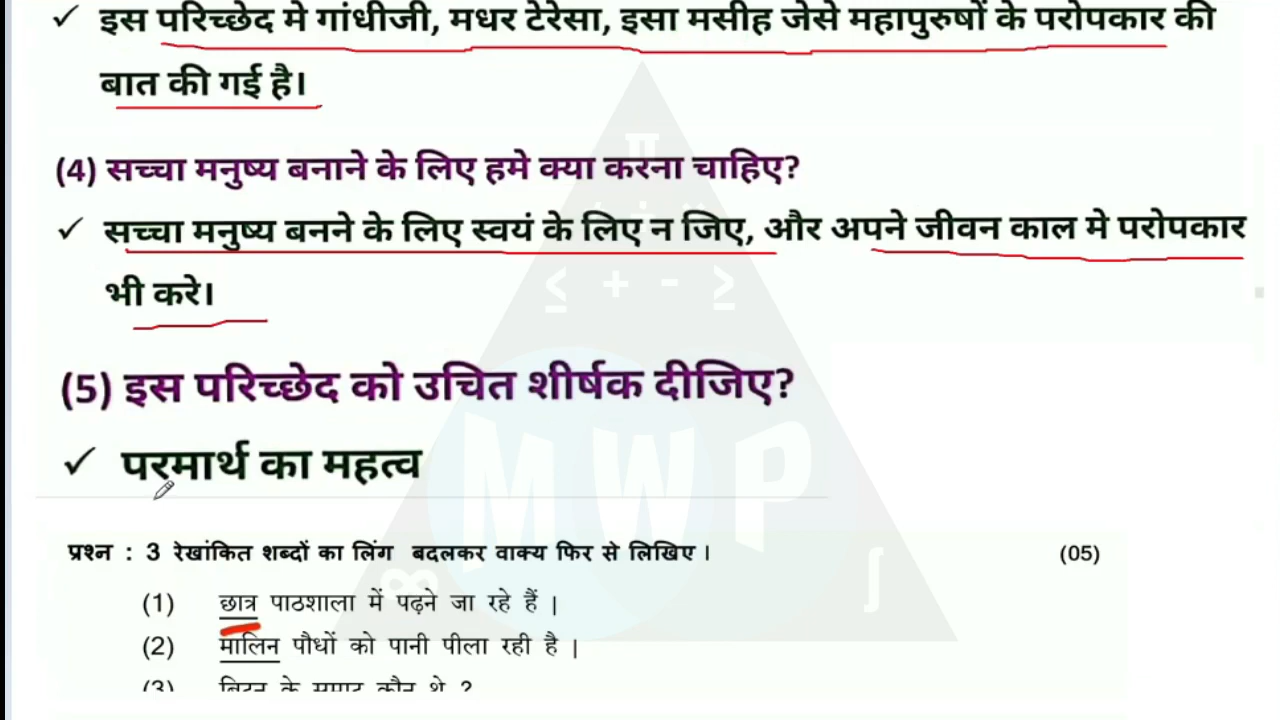 ✓ इस परिच्छेद मे गांधीजी, मधर टेरेसा, इसा मसीह जेसे महापुरुषों के परोपकार की
बात की गई है।
(4) सच्चा मनुष्य बनाने के लिए हमे क्या करना चाहिए?
✓ सच्चा मनुष्य बनने के लिए स्वयं के लिए न जिए, और अपने जीवन काल मे परोपकार
भी करे।
(5) इस परिच्छेद को उचित शीर्षक दीजिए?
✓ परमार्थ का महत्व
MWP
प्रश्न : 3 रेखांकित शब्दों का लिंग बदलकर वाक्य फिर से लिखिए । (05)
(1) छात्र पाठशाला में पढ़ने जा रहे हैं |
(2) मालिन पौधों को पानी पीला रही है |
(3) के कौन थे ?